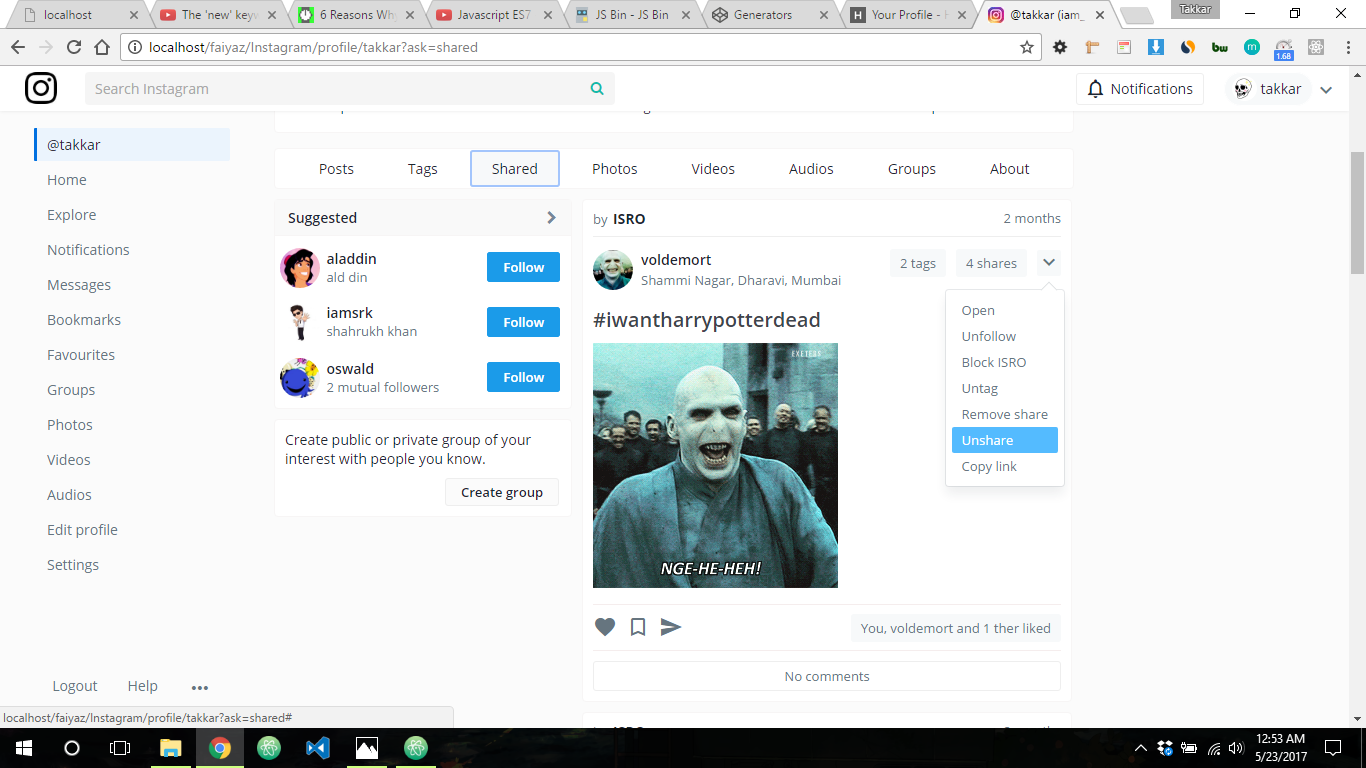 localhost
The 'new' keyw
6 Reasons Why
Javascript ES7
JS Bin - JS Bin
Generators
Your Profile - H
@takkar (iam_
Takkar
localhost/faiyaz/Instagram/profile/takkar?ask=shared
bw
m
1.68
Search Instagram
Notifications
takkar
@takkar
Home
Explore
Notifications
Messages
Bookmarks
Favourites
Groups
Photos
Videos
Audios
Edit profile
Settings
Logout
Help
Posts
Tags
Shared
Photos
Videos
Audios
Groups
About
Suggested
aladdin
ald din
Follow
iamsrk
shahrukh khan
Follow
oswald
2 mutual followers
Follow
Create public or private group of your
interest with people you know.
Create group
by ISRO
2 months
voldemort
Shammi Nagar, Dharavi, Mumbai
2 tags
4 shares
Open
Unfollow
Block ISRO
Untag
Remove share
Unshare
Copy link
#iwantharrypotterdead
NGE-HE-HEH!
You, voldemort and 1 ther liked
No comments
localhost/faiyaz/Instagram/profile/takkar?ask=shared#
12:53 AM
5/23/2017